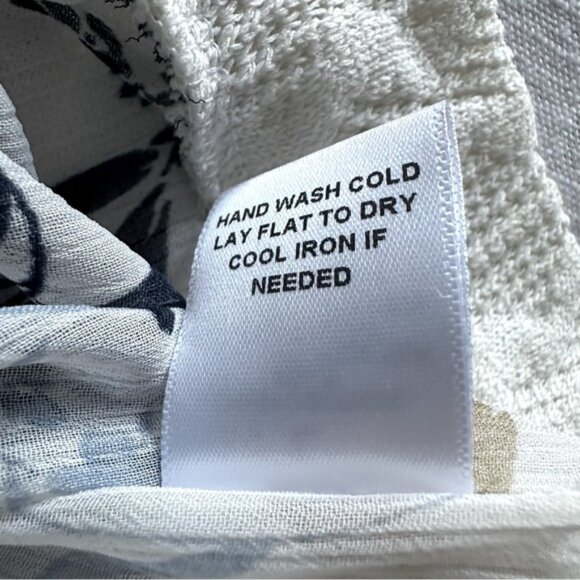 HAND WASH COLD
LAY FLAT TO DRY
COOL IRON IF
NEEDED